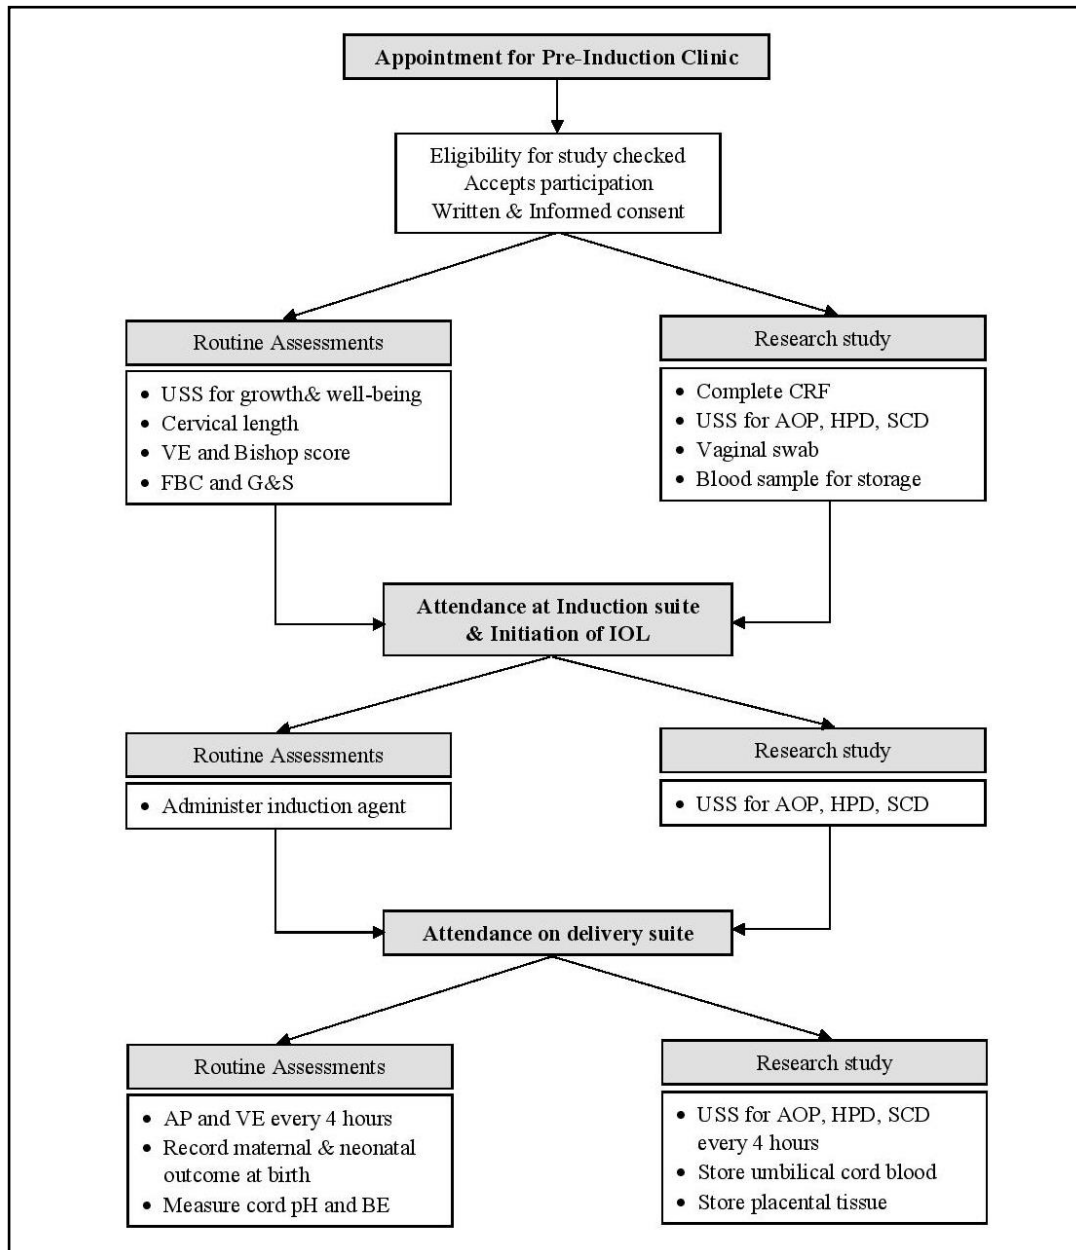 Appointment for Pre-Induction Clinic
Eligibility for study checked
Accepts participation
Written & Informed consent
Routine Assessments
• USS for growth& well-being
• Cervical length
• VE and Bishop score
• FBC and G&S
Research study
• Complete CRF
• USS for AOP, HPD, SCD
• Vaginal swab
• Blood sample for storage
Attendance at Induction suite
& Initiation of IOL
Routine Assessments
• Administer induction agent
Research study
• USS for AOP, HPD, SCD
Attendance on delivery suite
Routine Assessments
• AP and VE every 4 hours
• Record maternal & neonatal
outcome at birth
• Measure cord pH and BE
Research study
• USS for AOP, HPD, SCD
every 4 hours
• Store umbilical cord blood
• Store placental tissue